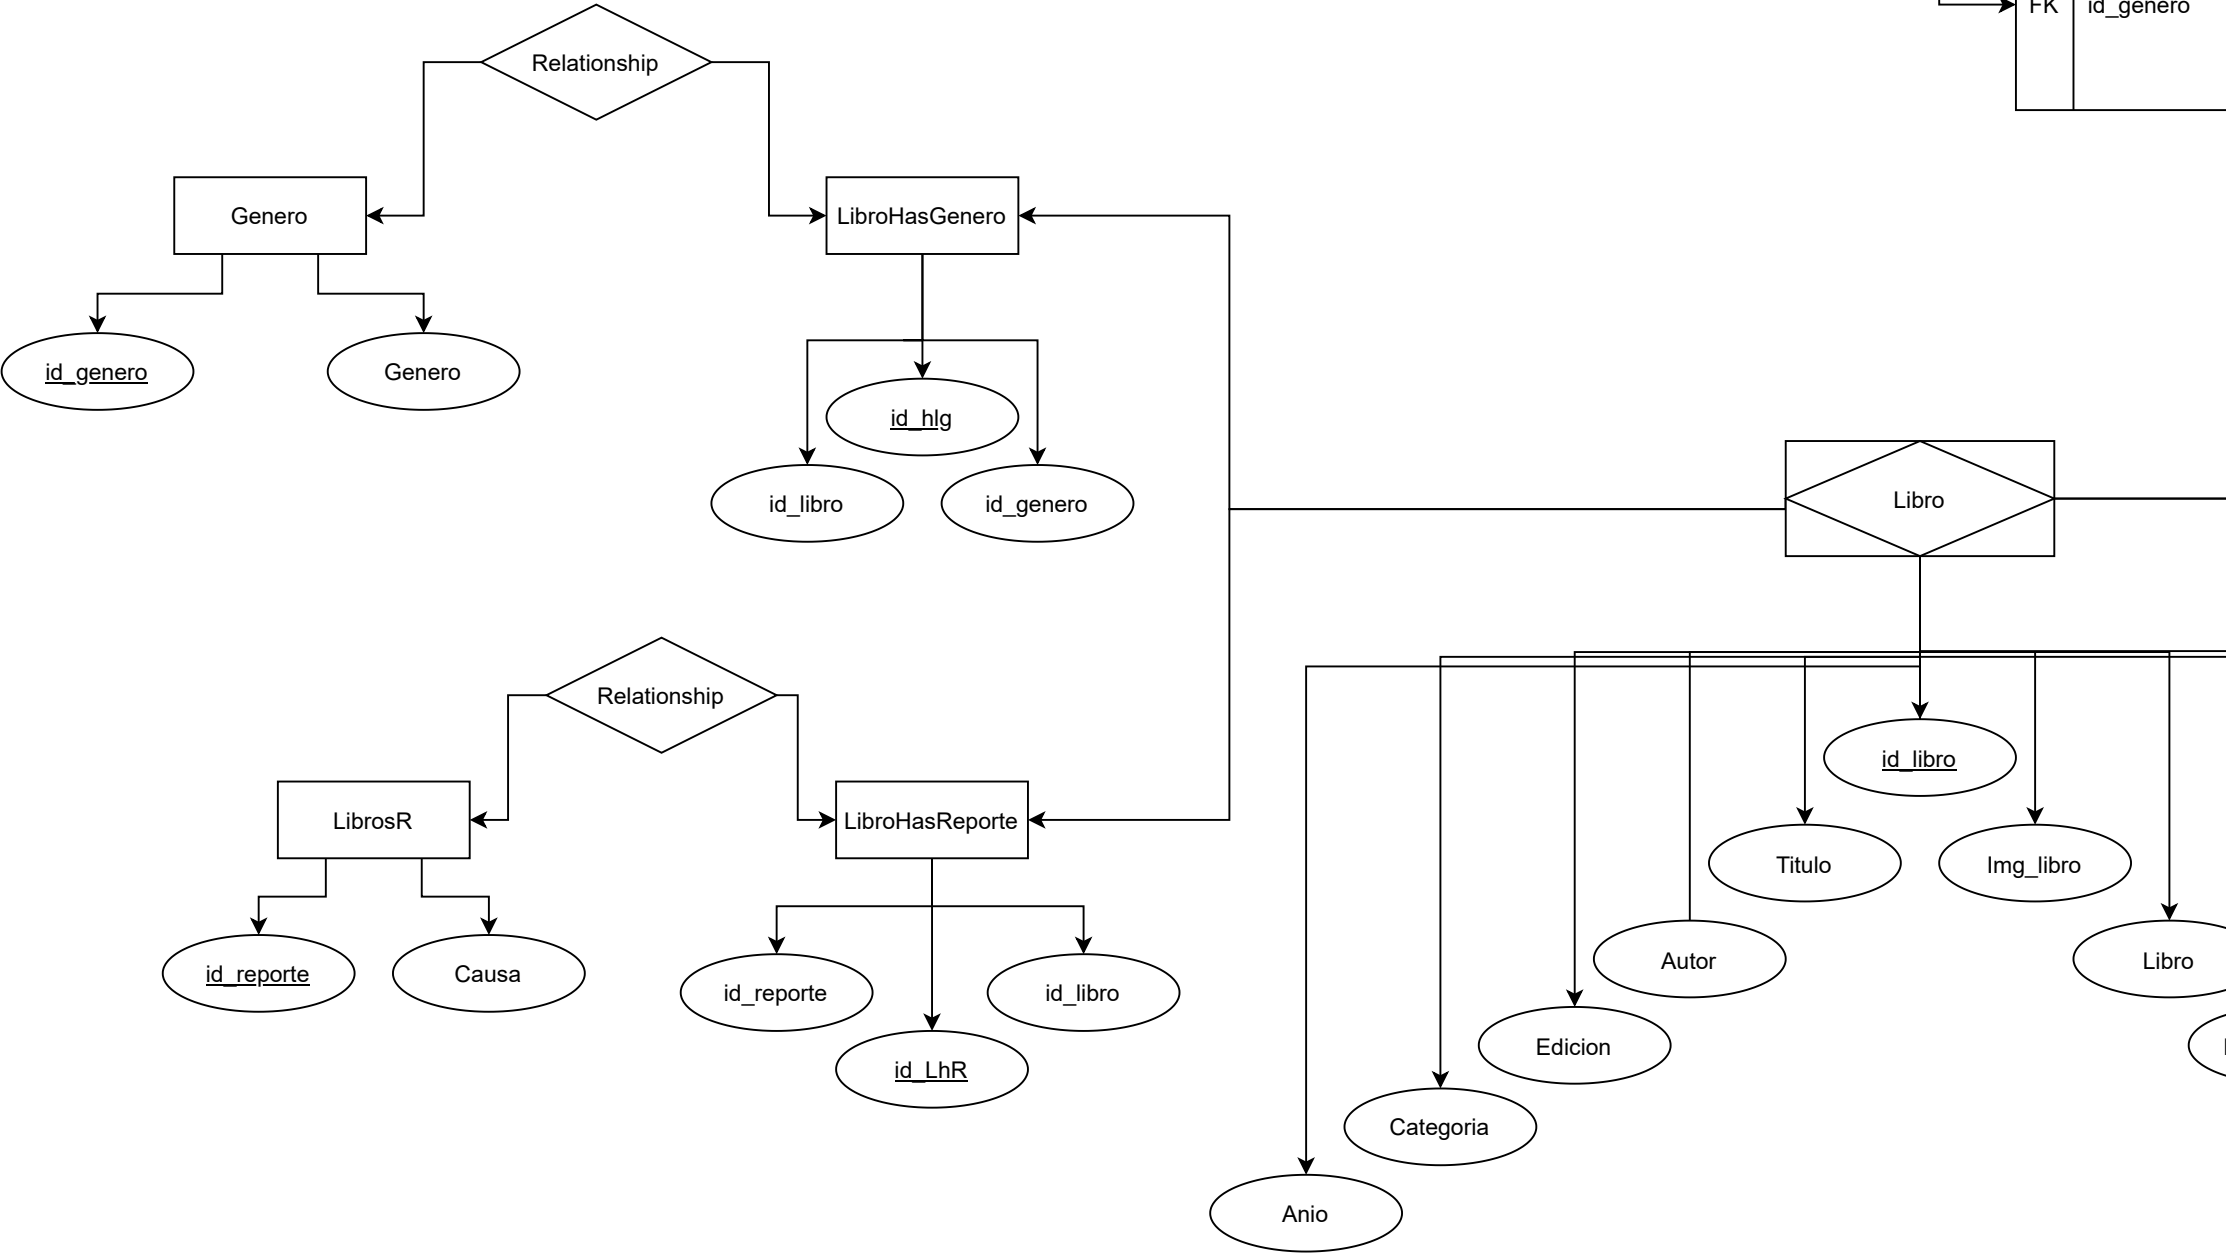 FK id_genero
Relationship
Genero
LibroHasGenero
id_genero
Genero
id_hlg
id_libro
id_genero
Libro
Relationship
LibrosR
LibroHasReporte
id_libro
Titulo
Img_libro
Autor
Libro
id_reporte
Causa
id_reporte
id_libro
Edicion
id_LhR
Categoria
Anio